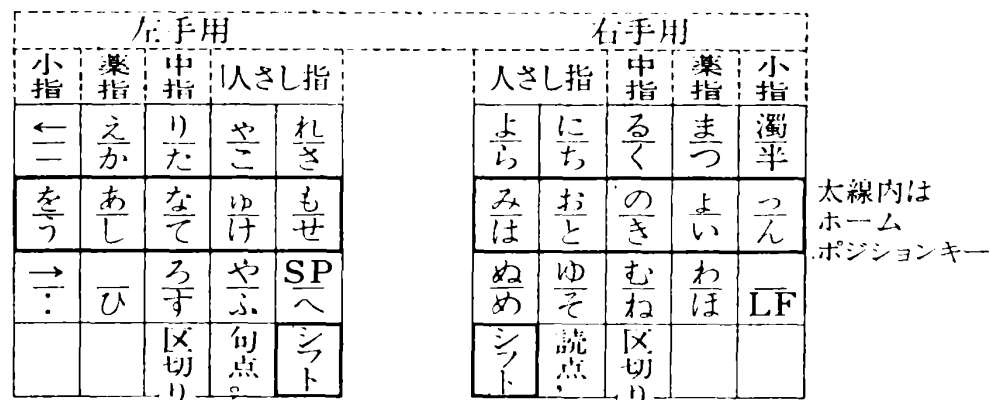 左手用 右手用
小指 薬指 中指 人さし指 人さし指 中指 薬指 小指
← え り や れ よ に る ま 濁
― か た こ さ ら ち く つ 半
を あ な ゆ も み お の ょ っ
う し て け せ は と き い ん
→ ― ろ ゃ SP ぬ ゅ む わ ―
: ひ す ふ へ め そ ね ほ LF
区切り 句点。 シフト シフト 読点、 区切り
太線内は
ホーム
ポジションキー